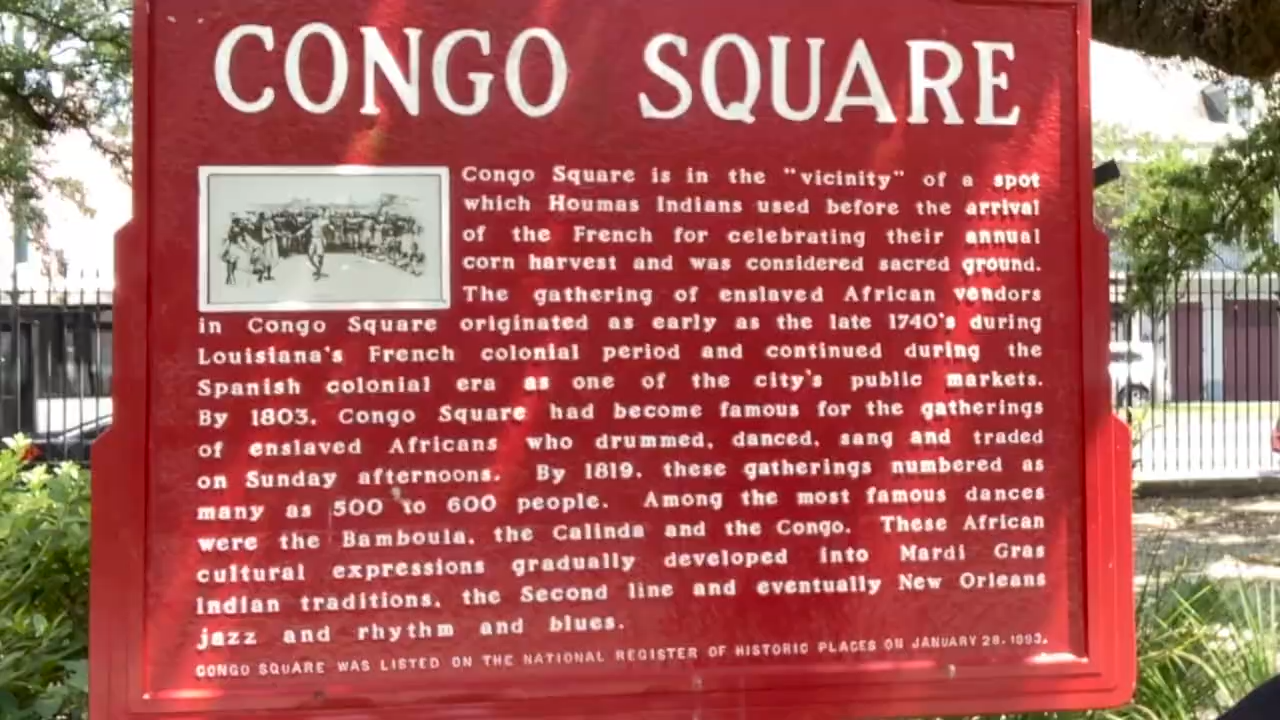 CONGO SQUARE
Congo Square is in the "vicinity" of a spot
which Houmas Indians used before the arrival
of the French for celebrating their annual
corn harvest and was considered sacred ground.
The gathering of enslaved African vendors
in Congo Square originated as early as the late 1740's during
Louisiana's French colonial period and continued during the
Spanish colonial era as one of the city's public markets.
By 1803, Congo Square had become famous for the gatherings
of enslaved Africans who drummed, danced, sang and traded
on Sunday afternoons. By 1819, these gatherings numbered as
many as 500 to 600 people. Among the most famous dances
were the Bamboula, the Calinda and the Congo. These African
cultural expressions gradually developed into Mardi Gras
Indian traditions, the Second line and eventually New Orleans
jazz and rhythm and blues.
CONGO SQUARE WAS LISTED ON THE NATIONAL REGISTER OF HISTORIC PLACES ON JANUARY 28, 1993.